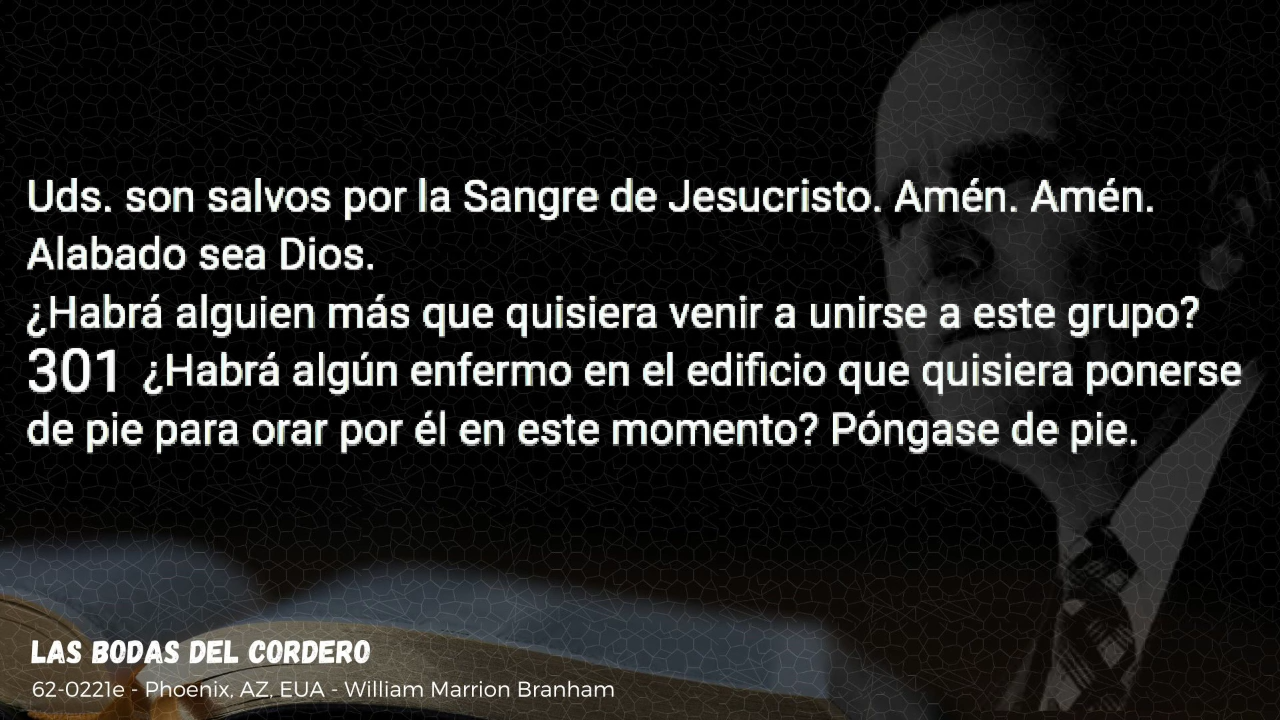 Uds. son salvos por la Sangre de Jesucristo. Amén. Amén.
Alabado sea Dios.
¿Habrá alguien más que quisiera venir a unirse a este grupo?
301 ¿Habrá algún enfermo en el edificio que quisiera ponerse
de pie para orar por él en este momento? Póngase de pie.
LAS BODAS DEL CORDERO
62-0221e - Phoenix, AZ, EUA - William Marrion Branham